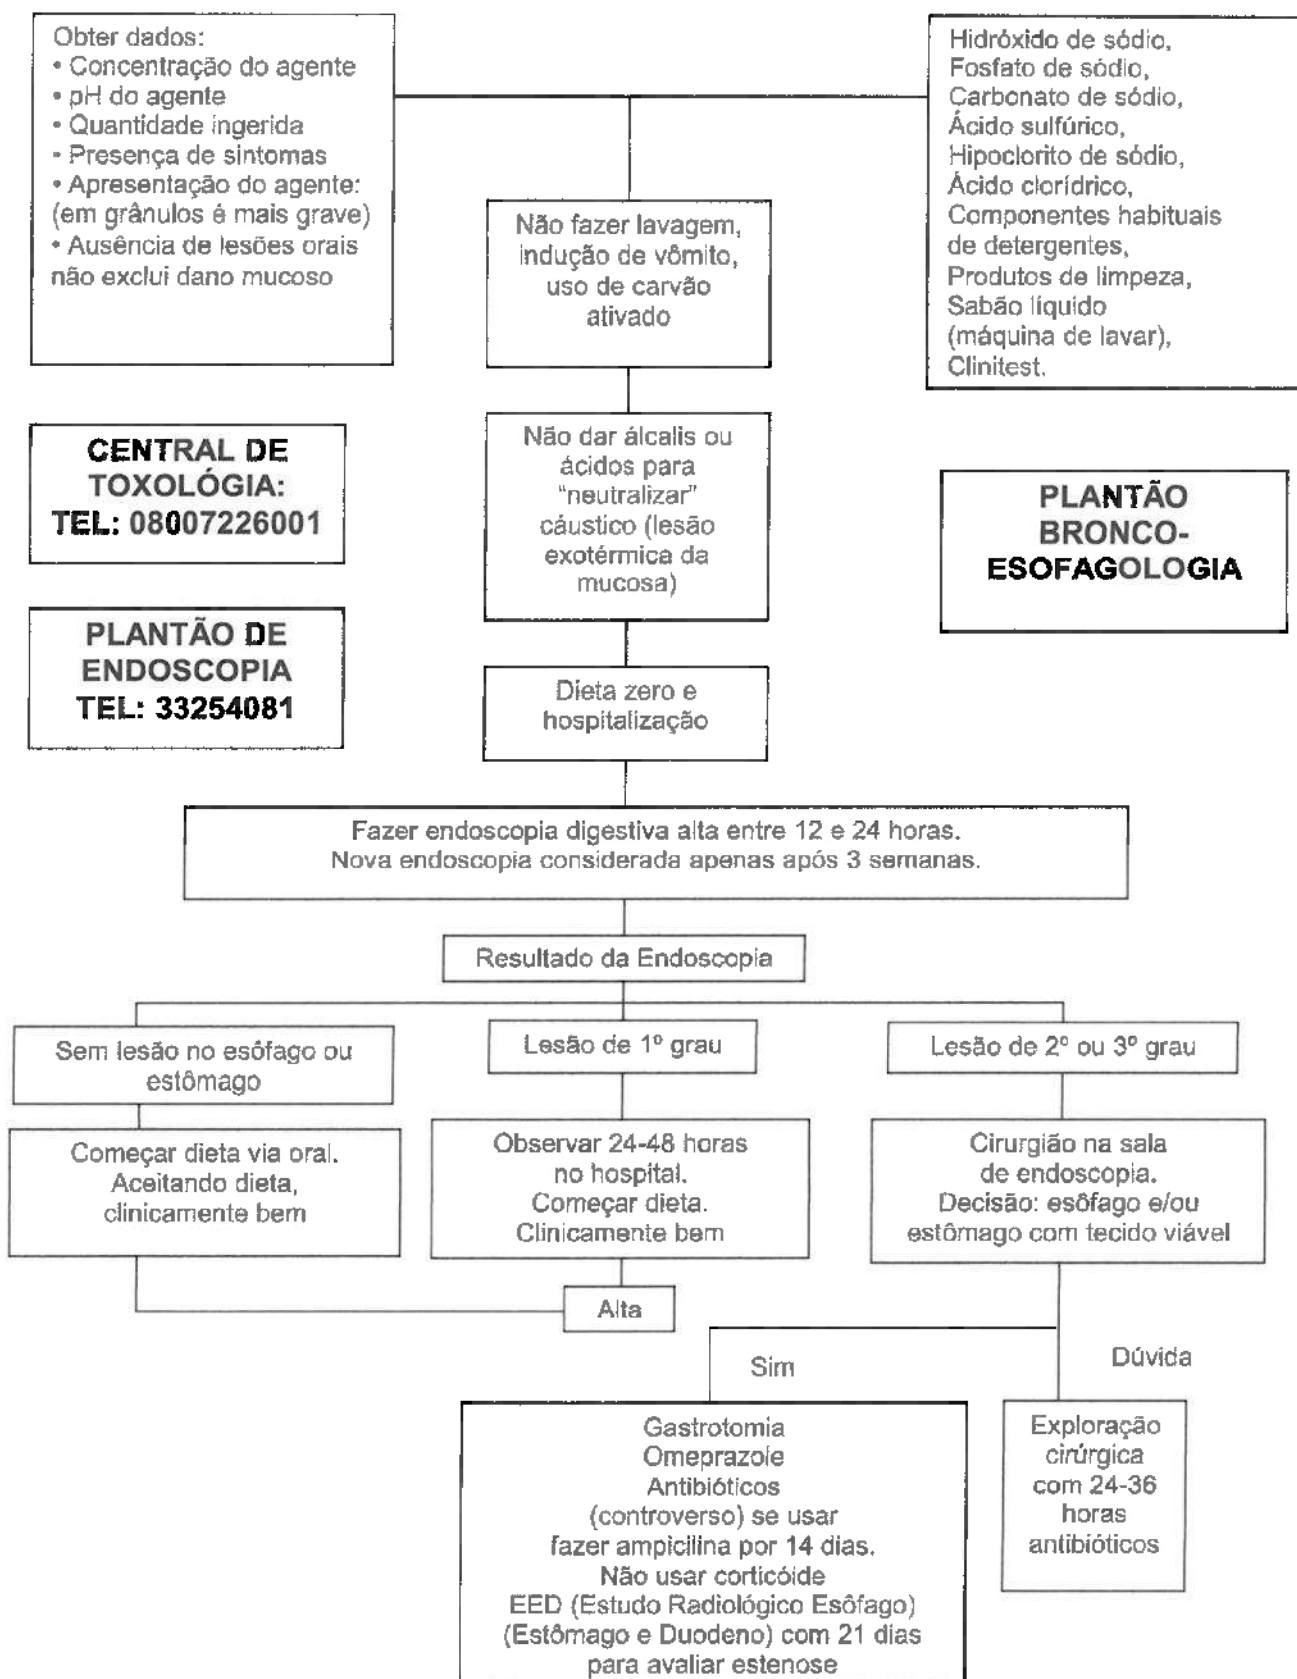 Obter dados:
• Concentração do agente
• pH do agente
• Quantidade ingerida
• Presença de sintomas
• Apresentação do agente:
(em grânulos é mais grave)
• Ausência de lesões orais
não exclui dano mucoso
Não fazer lavagem,
indução de vômito,
uso de carvão
ativado
Hidróxido de sódio,
Fosfato de sódio,
Carbonato de sódio,
Ácido sulfúrico,
Hipoclorito de sódio,
Ácido clorídrico,
Componentes habituais
de detergentes,
Produtos de limpeza,
Sabão líquido
(máquina de lavar),
Clinitest.
CENTRAL DE
TOXOLÓGIA:
TEL: 08007226001
Não dar álcalis ou
ácidos para
"neutralizar"
cáustico (lesão
exotérmica da
mucosa)
PLANTÃO
BRONCO-
ESOFAGOLOGIA
PLANTÃO DE
ENDOSCOPIA
TEL: 33254081
Dieta zero e
hospitalização
Fazer endoscopia digestiva alta entre 12 e 24 horas.
Nova endoscopia considerada apenas após 3 semanas.
Resultado da Endoscopia
Sem lesão no esôfago ou
estômago
Lesão de 1º grau
Lesão de 2º ou 3º grau
Começar dieta via oral.
Aceitando dieta,
clinicamente bem
Observar 24-48 horas
no hospital.
Começar dieta.
Clinicamente bem
Cirurgião na sala
de endoscopia.
Decisão: esôfago e/ou
estômago com tecido viável
Alta
Sim
Dúvida
Gastrotomia
Omeprazole
Antibióticos
(controverso) se usar
fazer ampicilina por 14 dias.
Não usar corticóide
EED (Estudo Radiológico Esôfago)
(Estômago e Duodeno) com 21 dias
para avaliar estenose
Exploração
cirúrgica
com 24-36
horas
antibióticos